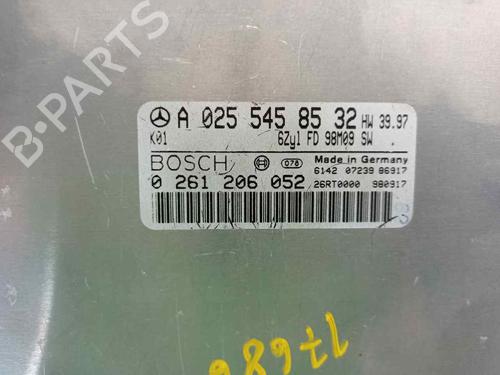 B-PARTS
A 025 545 85 32 HW 39.97
K01 6Zyl FD 98M09 SW
BOSCH 078 Made in Germany
6142 07239 86917
0 261 206 052 26RT0000 980917